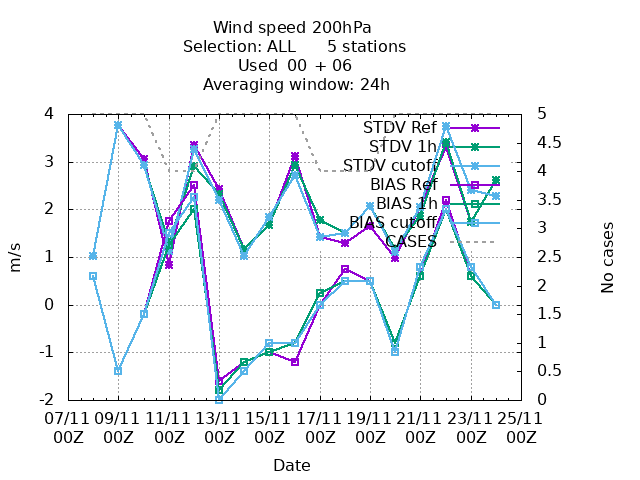 Wind speed 200hPa
Selection: ALL 5 stations
Used 00 + 06
Averaging window: 24h
4
3
2
1
0
-1
-2
m/s
5
4.5
4
3.5
3
2.5
2
1.5
1
0.5
0
No cases
STDV Ref
STDV 1h
STDV cutoff
BIAS Ref
BIAS 1h
BIAS cutoff
CASES
07/11 09/11 11/11 13/11 15/11 17/11 19/11 21/11 23/11 25/11
00Z 00Z 00Z 00Z 00Z 00Z 00Z 00Z 00Z 00Z
Date